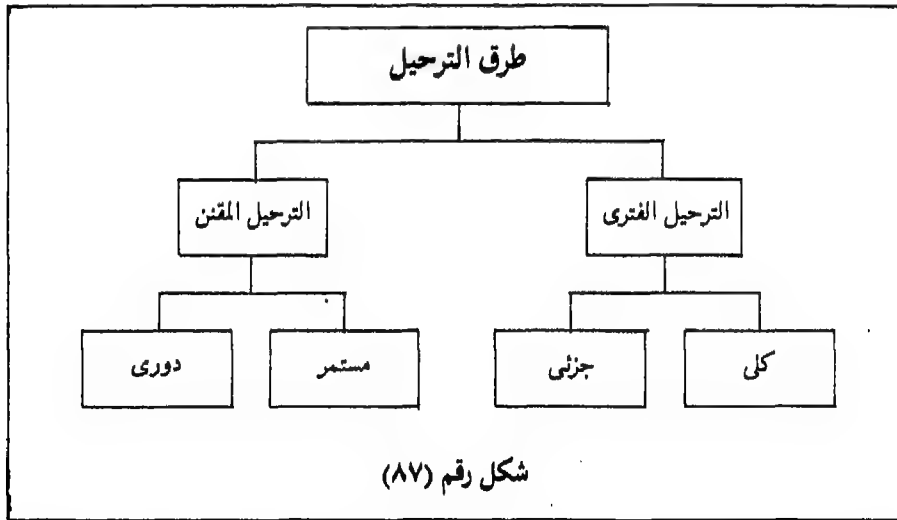 طرق الترحيل
الترحيل الفترى
الترحيل المقنن
كلى
جزئى
مستمر
دورى
شكل رقم (٨٧)